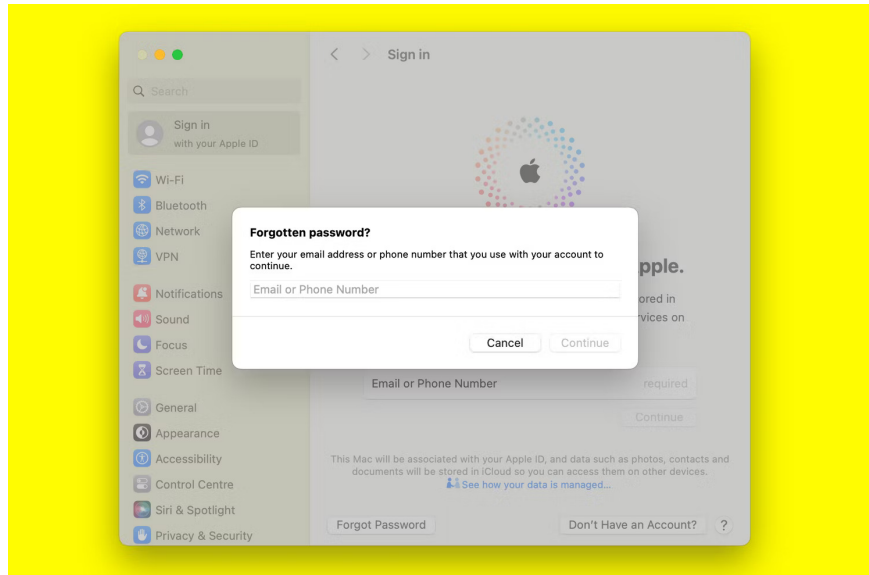 Sign in
Search
Sign in
with your Apple ID
Wi-Fi
Bluetooth
Network
VPN
Notifications
Sound
Focus
Screen Time
General
Appearance
Accessibility
Control Centre
Siri & Spotlight
Privacy & Security
Forgotten password?
Enter your email address or phone number that you use with your account to
continue.
Email or Phone Number
Cancel Continue
pple.
ored in
rvices on
Email or Phone Number required
Continue
This Mac will be associated with your Apple ID, and data such as photos, contacts and
documents will be stored in iCloud so you can access them on other devices.
See how your data is managed...
Forgot Password Don't Have an Account? ?